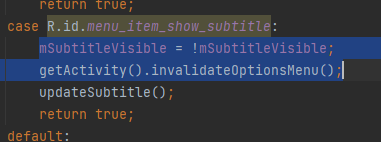 return true;
case R.id.menu_item_show_subtitle:
mSubtitleVisible = !mSubtitleVisible;
getActivity().invalidateOptionsMenu();
updateSubtitle();
return true;
default: